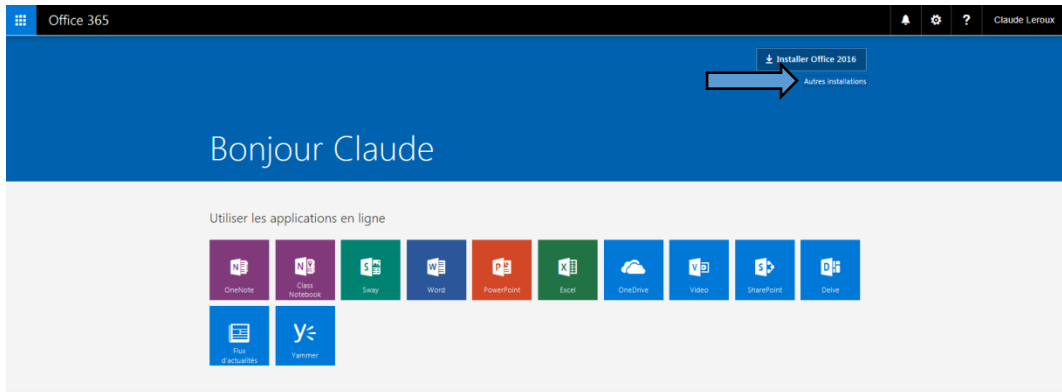 Office 365
?
Claude Leroux
Installer Office 2016
Autres installations
Bonjour Claude
Utiliser les applications en ligne
OneNote
Class
Notebook
Sway
Word
PowerPoint
Excel
OneDrive
Video
SharePoint
Delve
Flux
d'actualités
Yammer